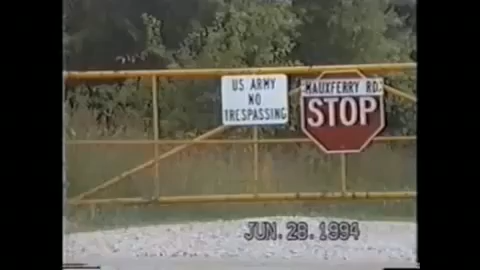 US ARMY
NO
TRESPASSING
MAUXFERRY RD.
STOP
JUN. 28. 1994